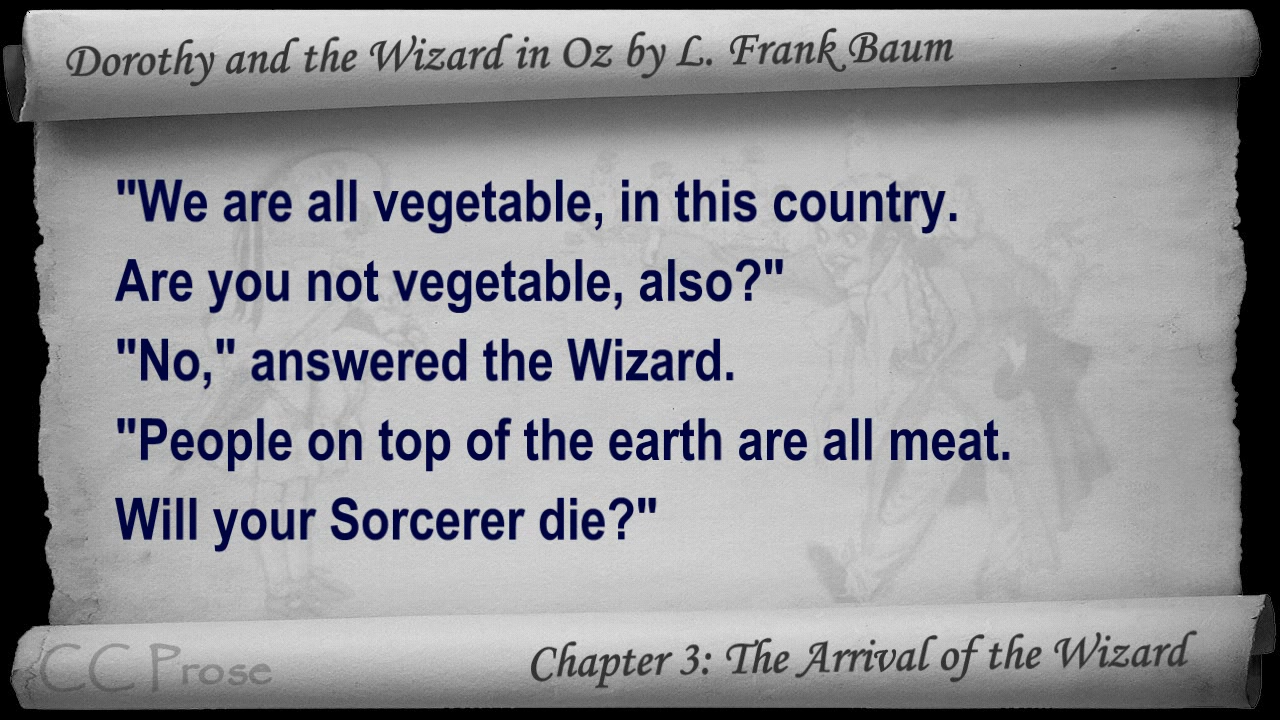 Dorothy and the Wizard in Oz by L. Frank Baum
"We are all vegetable, in this country.
Are you not vegetable, also?"
"No," answered the Wizard.
"People on top of the earth are all meat.
Will your Sorcerer die?"
CC Prose
Chapter 3: The Arrival of the Wizard